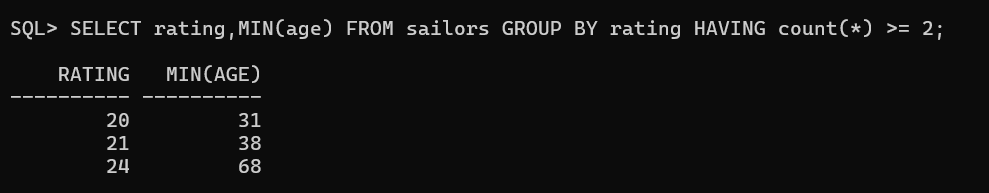 SQL> SELECT rating,MIN(age) FROM sailors GROUP BY rating HAVING count(*) >= 2;
    RATING   MIN(AGE)
---------- ----------
        20         31
        21         38
        24         68